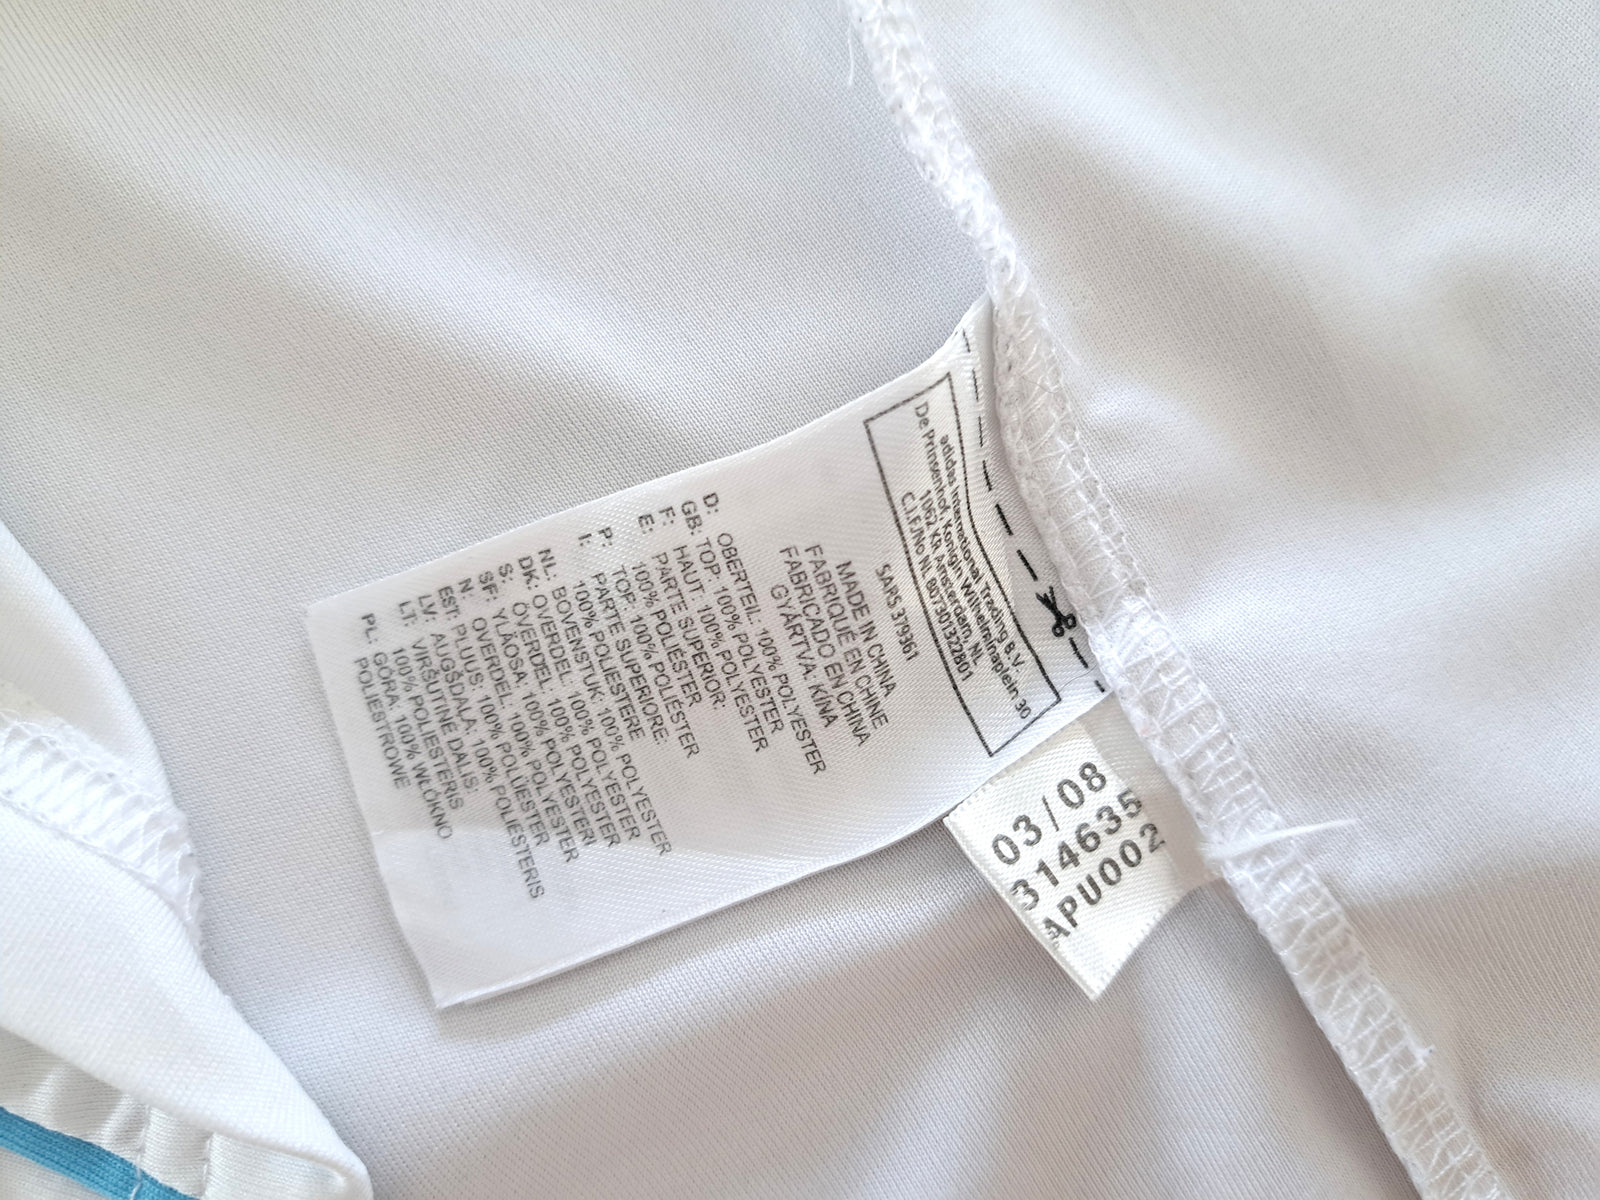 adidas International Trading B.V.
De Prinsenhof, Konigin Wilhelminaplein 30
1062 KR Amsterdam, NL
C.I.F./No NL 807301322B01
SAPS 379361
MADE IN CHINA
FABRIQUÉ EN CHINE
FABRICADO EN CHINA
GYÁRTVA: KÍNA
D: OBERTEIL: 100% POLYESTER
GB: TOP: 100% POLYESTER
F: HAUT: 100% POLYESTER
E: PARTE SUPERIOR:
100% POLIÉSTER
P: TOP: 100% POLIÉSTER
I: PARTE SUPERIORE:
100% POLIESTERE
NL: BOVENSTUK: 100% POLYESTER
DK: OVERDEL: 100% POLYESTER
S: ÖVERDEL: 100% POLYESTER
SF: YLÄOSA: 100% POLYESTERI
N: OVERDEL: 100% POLYESTER
EST: PLUUS: 100% POLÜESTER
LV: AUGŠDAĻA: 100% POLIESTERIS
LT: VIRŠUTINĖ DALIS:
100% POLIESTERIS
PL: GÓRA: 100% WŁÓKNO
POLIESTROWE
03/08
314635
APU002